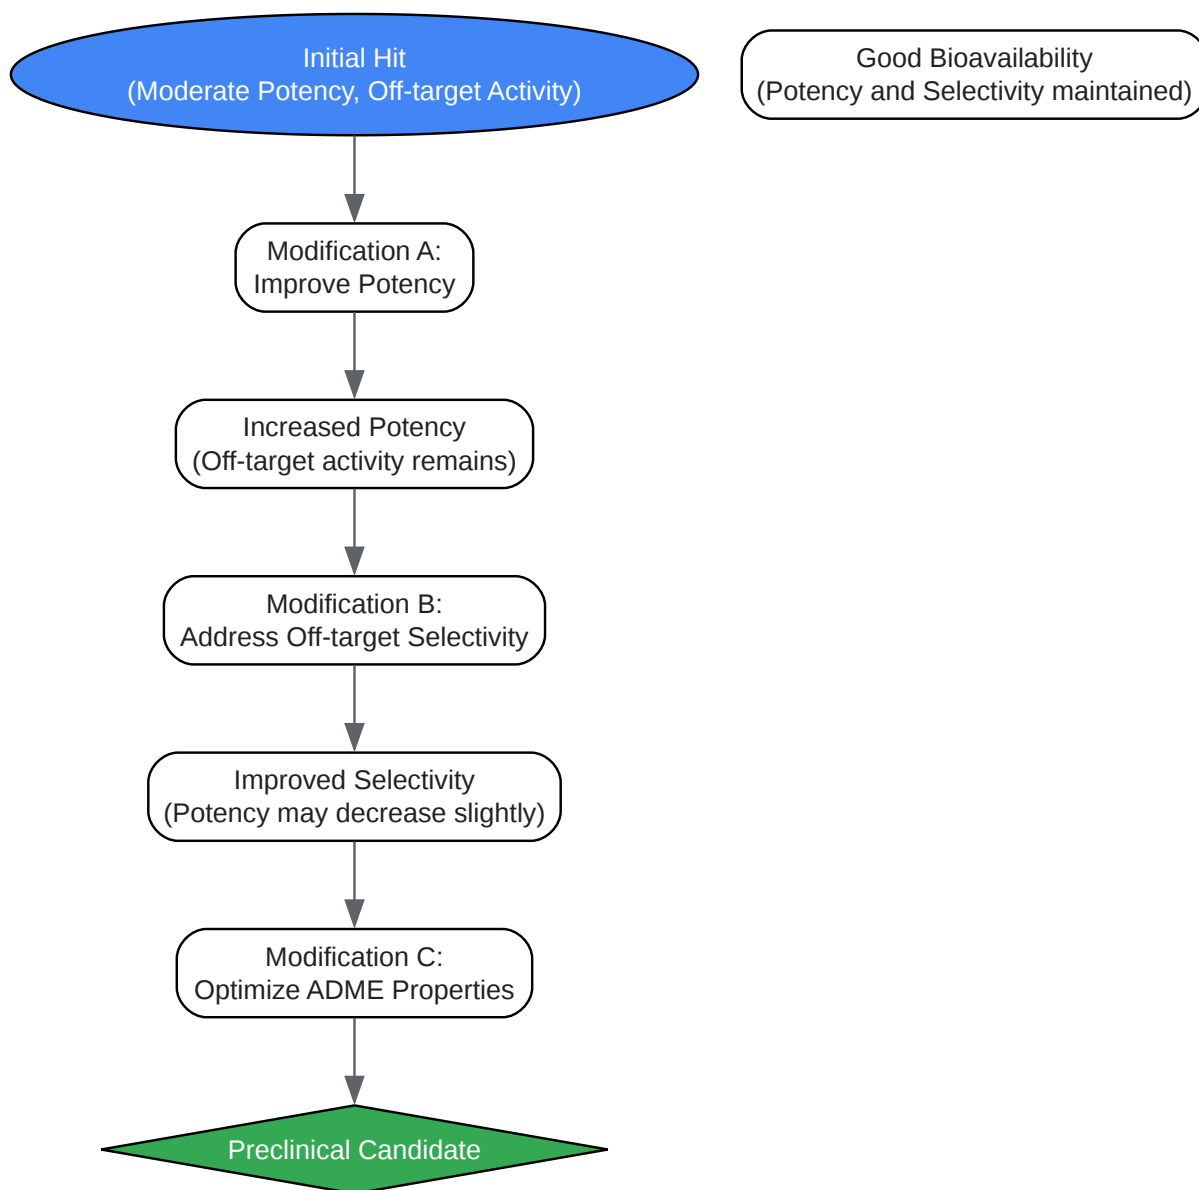 Initial Hit
(Moderate Potency, Off-target Activity)
Good Bioavailability
(Potency and Selectivity maintained)
Modification A:
Improve Potency
Increased Potency
(Off-target activity remains)
Modification B:
Address Off-target Selectivity
Improved Selectivity
(Potency may decrease slightly)
Modification C:
Optimize ADME Properties
Preclinical Candidate